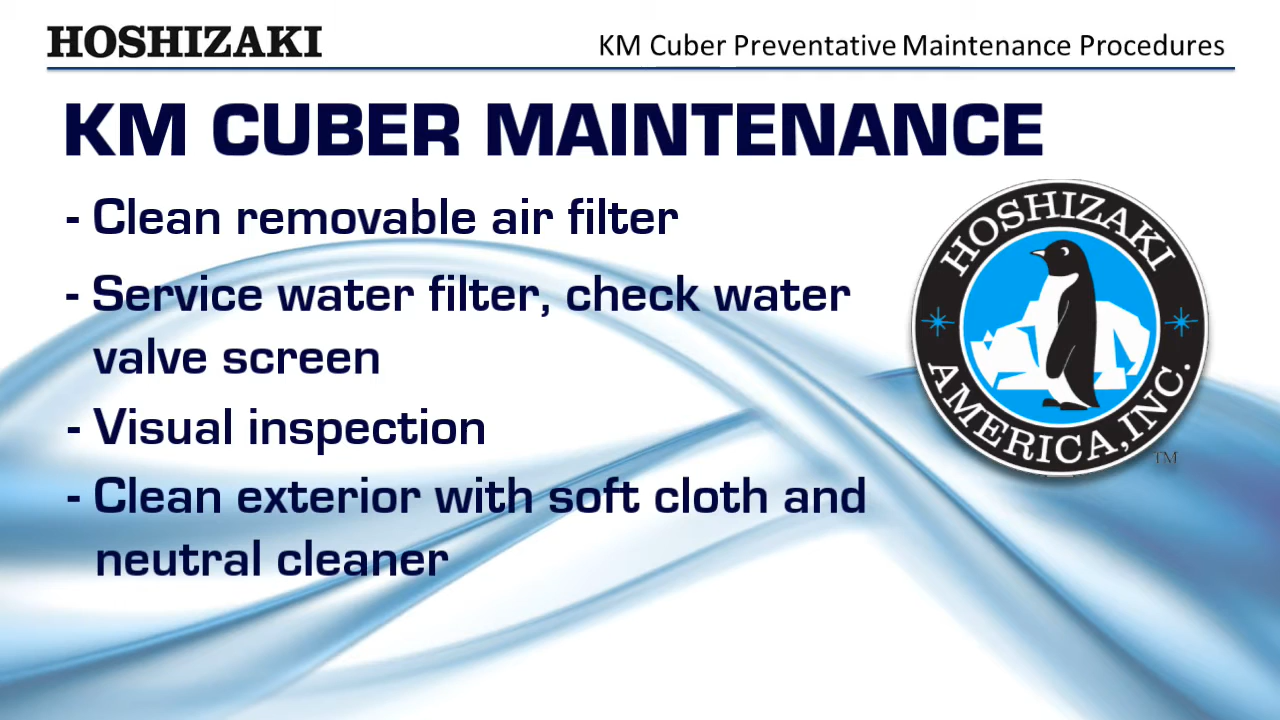 HOSHIZAKI
KM Cuber Preventative Maintenance Procedures
KM CUBER MAINTENANCE
- Clean removable air filter
- Service water filter, check water
valve screen
- Visual inspection
- Clean exterior with soft cloth and
neutral cleaner
HOSHIZAKI
AMERICA, INC.
TM